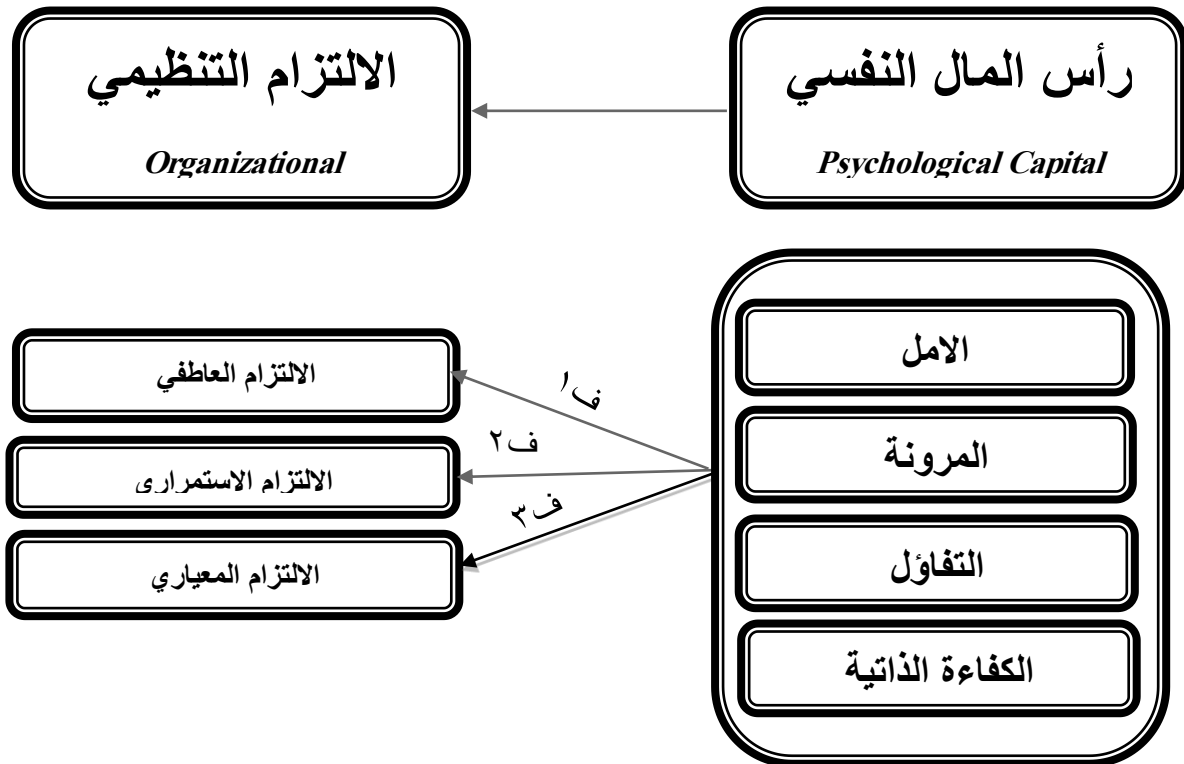 رأس المال النفسي
Psychological Capital
الالتزام التنظيمي
Organizational
الامل
المرونة
التفاؤل
الكفاءة الذاتية
ف١
ف٢
ف٣
الالتزام العاطفي
الالتزام الاستمراري
الالتزام المعياري